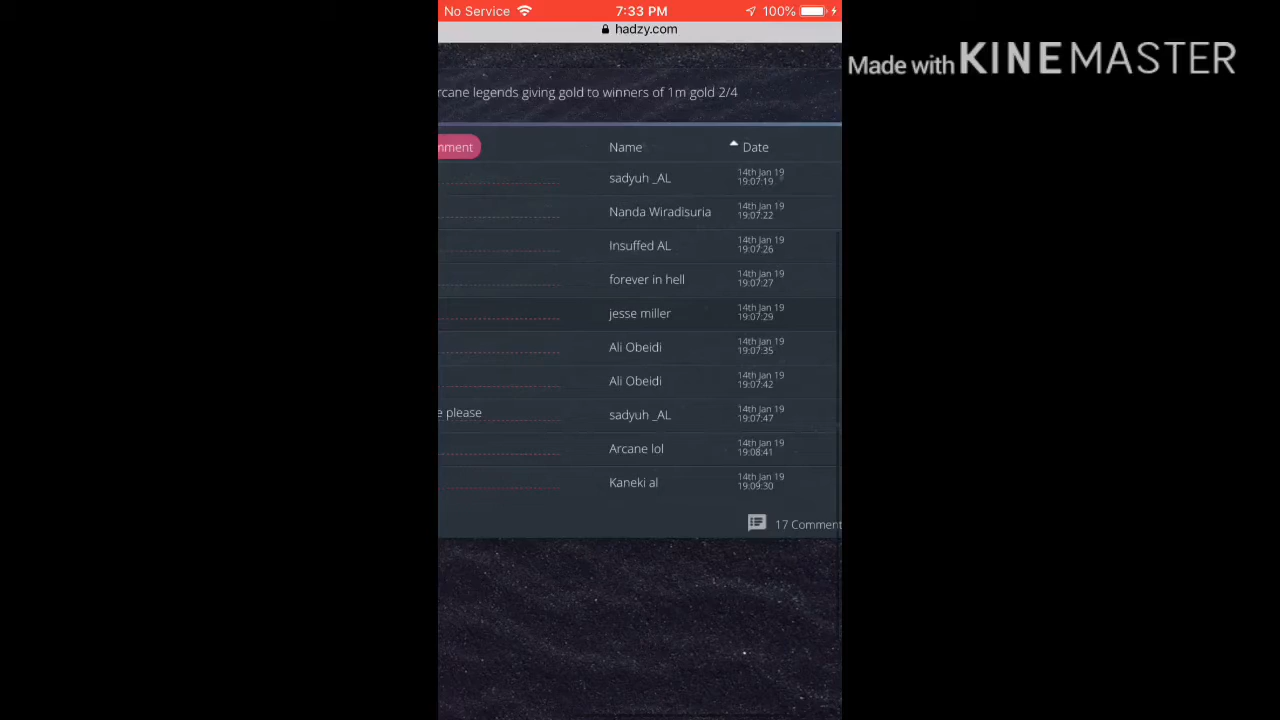 No Service 7:33 PM 100%
hadzy.com
Made with KINEMASTER
rcane legends giving gold to winners of 1m gold 2/4
nment Name Date
sadyuh _AL 14th Jan 19 19:07:19
Nanda Wiradisuria 14th Jan 19 19:07:22
Insuffed AL 14th Jan 19 19:07:26
forever in hell 14th Jan 19 19:07:27
jesse miller 14th Jan 19 19:07:29
Ali Obeidi 14th Jan 19 19:07:35
Ali Obeidi 14th Jan 19 19:07:42
e please sadyuh _AL 14th Jan 19 19:07:47
Arcane lol 14th Jan 19 19:08:41
Kaneki al 14th Jan 19 19:09:30
17 Comment